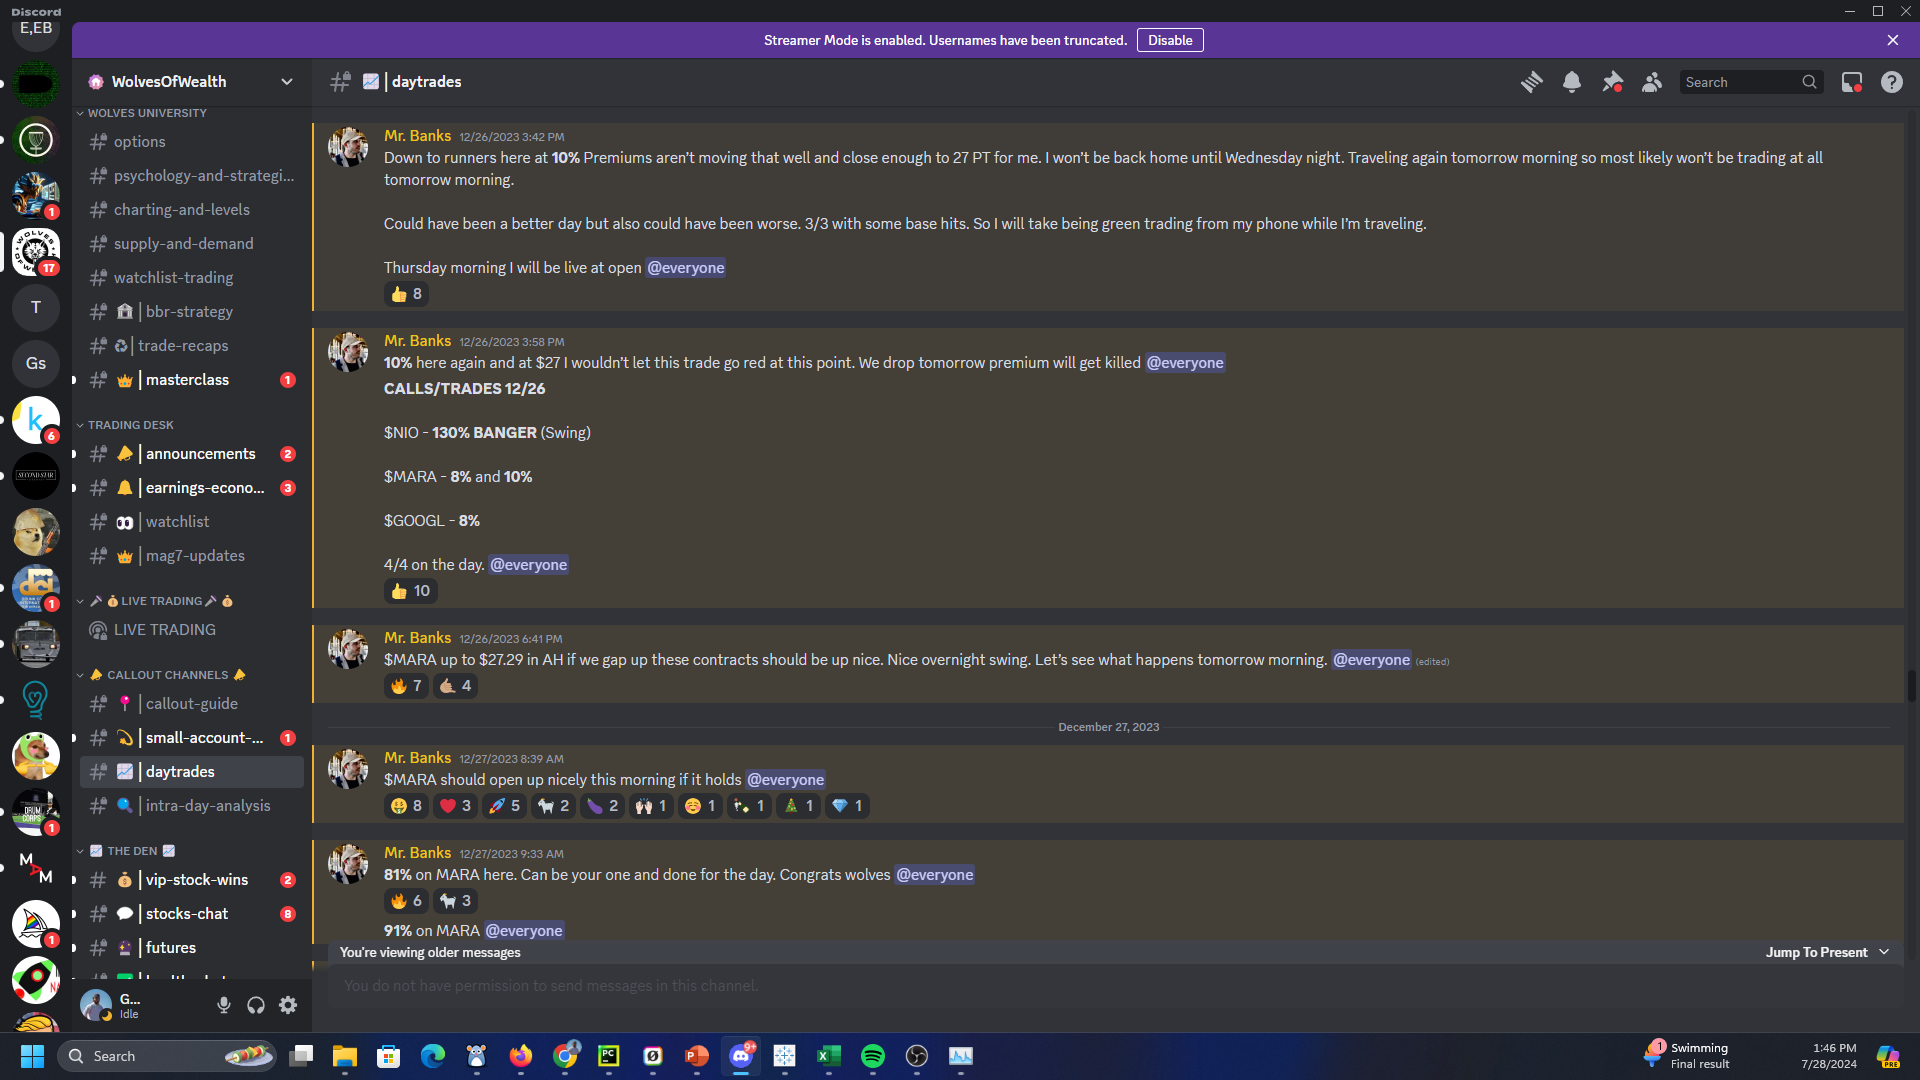 Discord
E,EB
Streamer Mode is enabled. Usernames have been truncated. Disable
WolvesOfWealth
| daytrades
Search
WOLVES UNIVERSITY
options
psychology-and-strategi...
charting-and-levels
supply-and-demand
watchlist-trading
| bbr-strategy
| trade-recaps
| masterclass 1
TRADING DESK
| announcements 2
| earnings-econo... 3
| watchlist
| mag7-updates
LIVE TRADING
LIVE TRADING
CALLOUT CHANNELS
| callout-guide
| small-account-... 1
| daytrades
| intra-day-analysis
THE DEN
| vip-stock-wins 2
| stocks-chat 8
| futures
1
17
T
Gs
k
6
SECOND STAR
dci
1
DRUM CORPS
1
MAM
1
G...
Idle
Mr. Banks 12/26/2023 3:42 PM
Down to runners here at 10% Premiums aren't moving that well and close enough to 27 PT for me. I won't be back home until Wednesday night. Traveling again tomorrow morning so most likely won't be trading at all
tomorrow morning.
Could have been a better day but also could have been worse. 3/3 with some base hits. So I will take being green trading from my phone while I'm traveling.
Thursday morning I will be live at open @everyone
8
Mr. Banks 12/26/2023 3:58 PM
10% here again and at $27 I wouldn't let this trade go red at this point. We drop tomorrow premium will get killed @everyone
CALLS/TRADES 12/26
$NIO - 130% BANGER (Swing)
$MARA - 8% and 10%
$GOOGL - 8%
4/4 on the day. @everyone
10
Mr. Banks 12/26/2023 6:41 PM
$MARA up to $27.29 in AH if we gap up these contracts should be up nice. Nice overnight swing. Let's see what happens tomorrow morning. @everyone (edited)
7 4
December 27, 2023
Mr. Banks 12/27/2023 8:39 AM
$MARA should open up nicely this morning if it holds @everyone
8 3 5 2 2 1 1 1 1 1
Mr. Banks 12/27/2023 9:33 AM
81% on MARA here. Can be your one and done for the day. Congrats wolves @everyone
6 3
91% on MARA @everyone
You're viewing older messages
Jump To Present
You do not have permission to send messages in this channel.
Search
PC
P
9+
X
1
Swimming
Final result
1:46 PM
7/28/2024
PRE